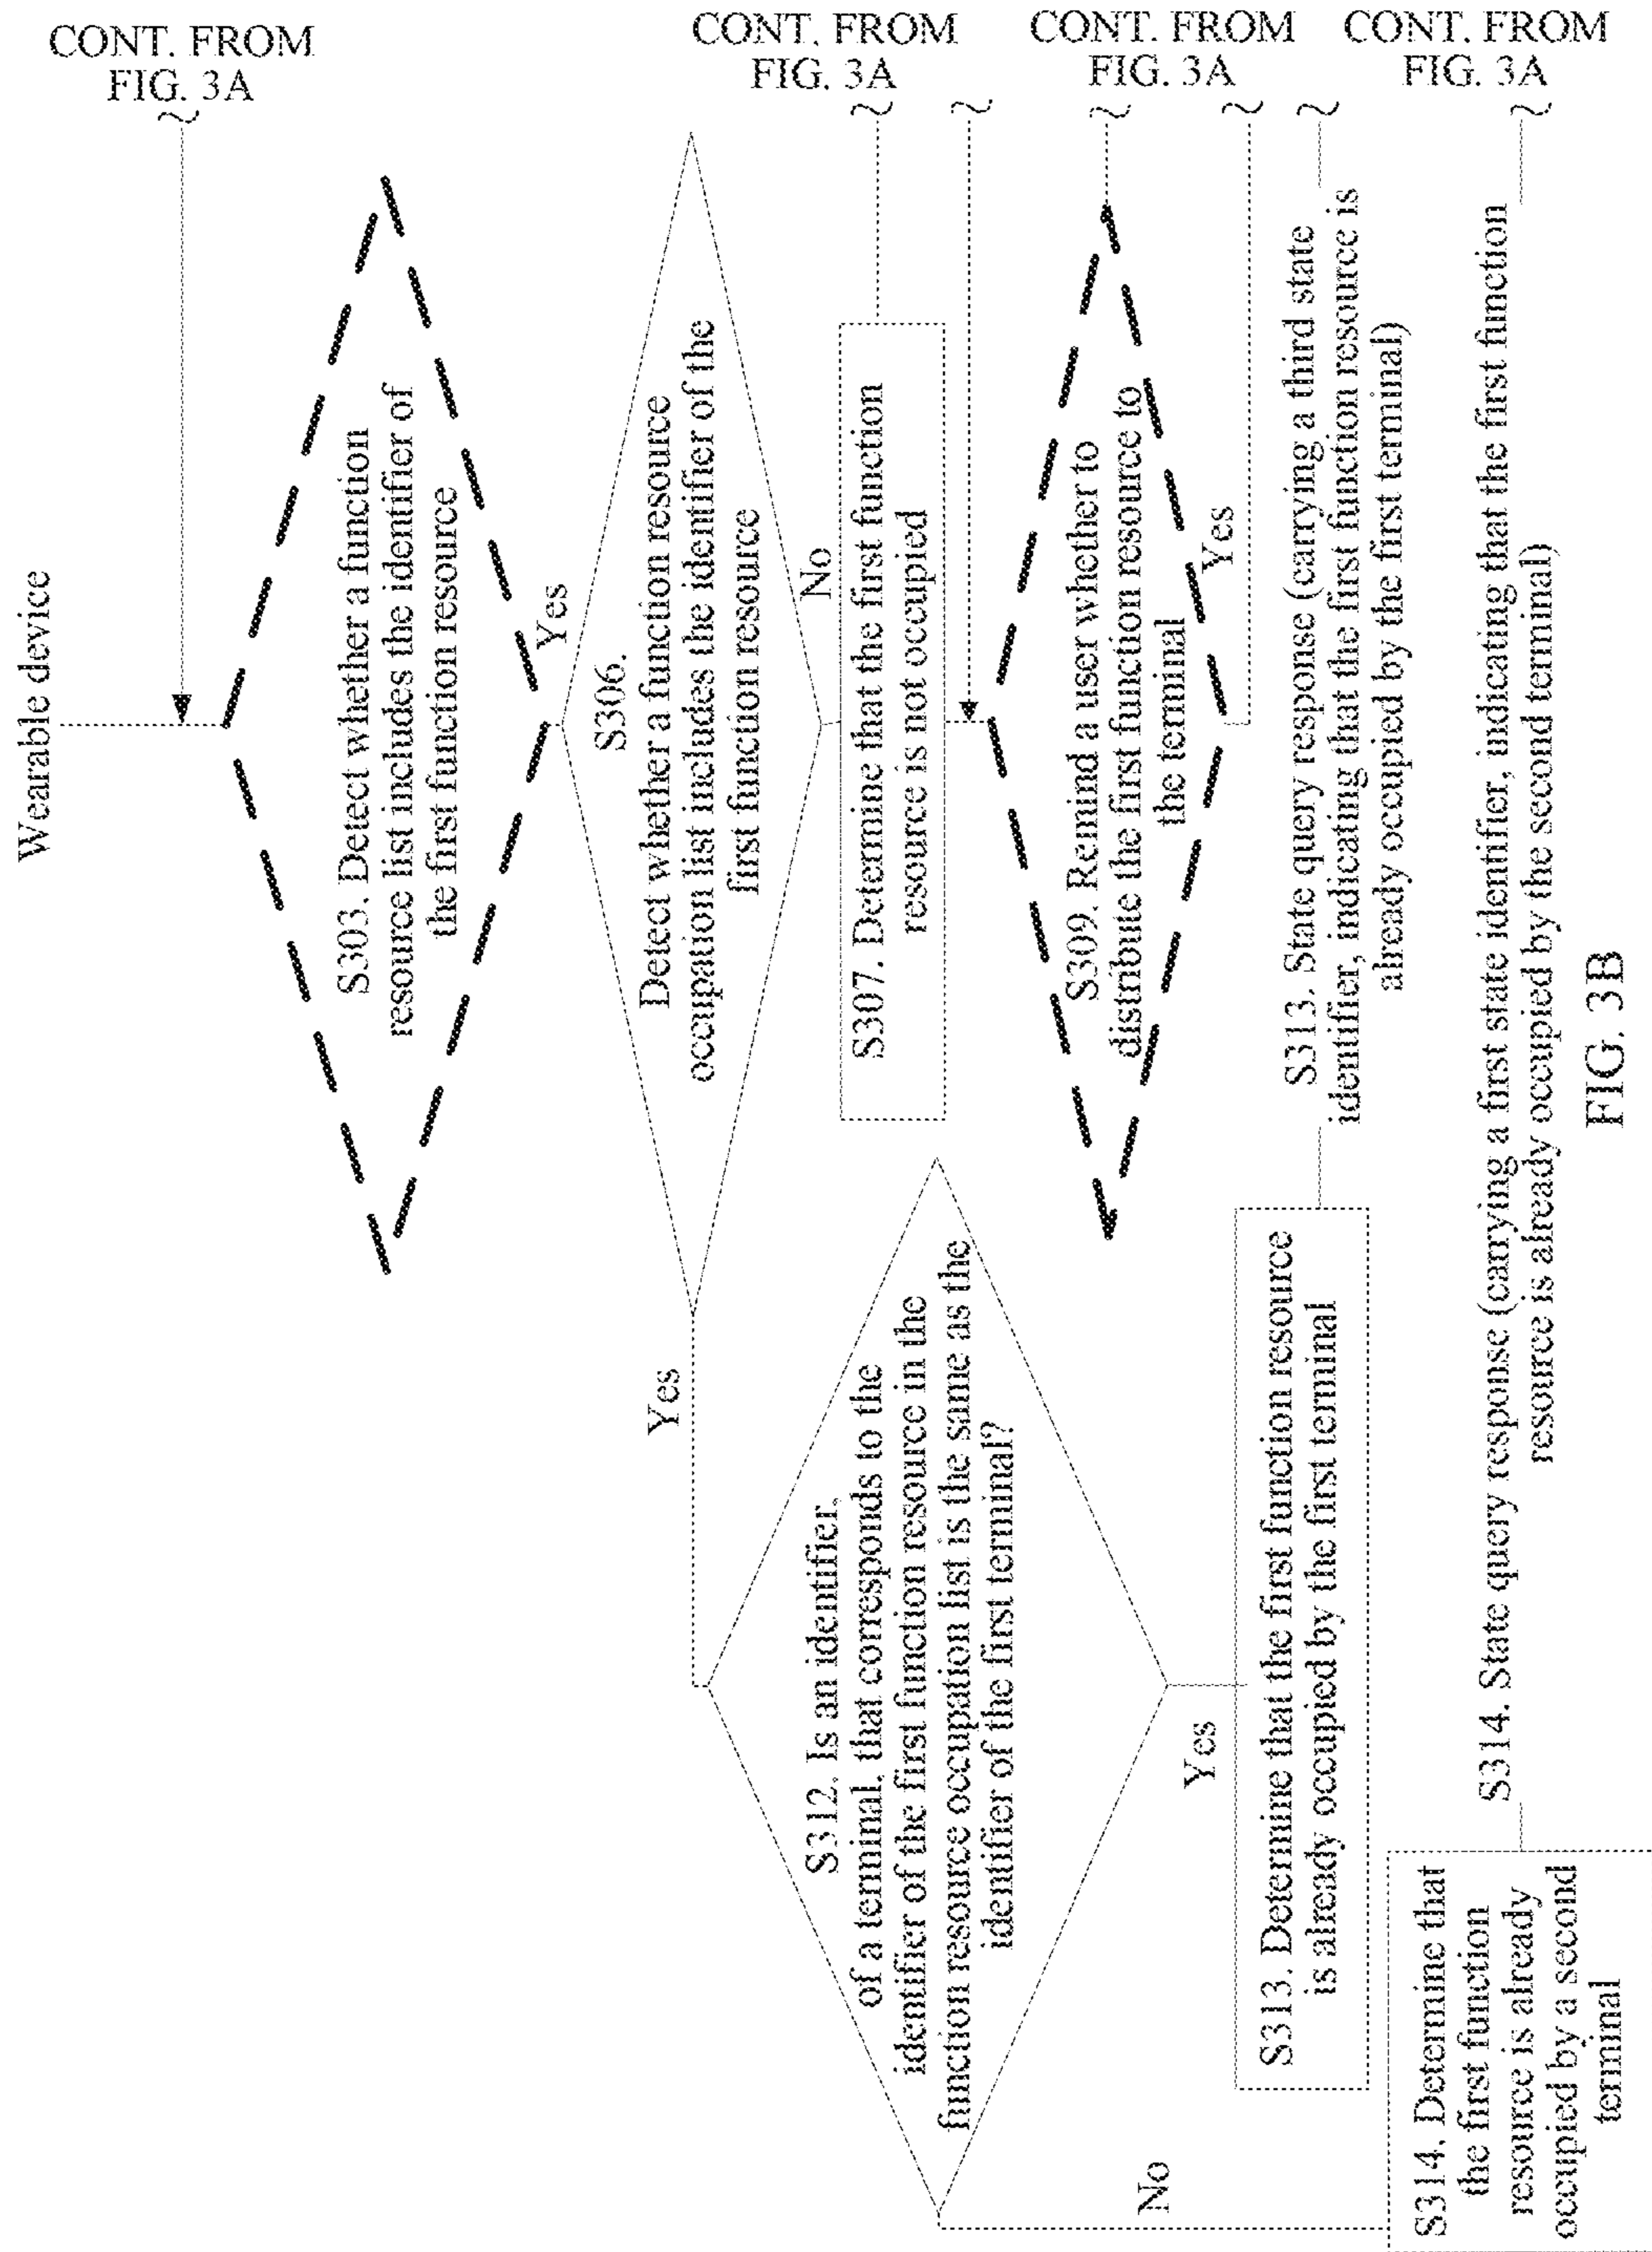 Wearable device
CONT. FROM
FIG. 3A
S303. Detect whether a function
resource list includes the identifier of
the first function resource
Yes
S306.
Detect whether a function resource
occupation list includes the identifier of the
first function resource
Yes
No
CONT. FROM
FIG. 3A
S307. Determine that the first function
resource is not occupied
S312. Is an identifier,
of a terminal, that corresponds to the
identifier of the first function resource in the
function resource occupation list is the same as the
identifier of the first terminal?
CONT. FROM
FIG. 3A
S309. Remind a user whether to
distribute the first function resource to
the terminal
Yes
Yes
No
S313. Determine that the first function resource
is already occupied by the first terminal
S313. State query response (carrying a third state
identifier, indicating that the first function resource is
already occupied by the first terminal)
CONT. FROM
FIG. 3A
S314. Determine that
the first function
resource is already
occupied by a second
terminal
S314. State query response (carrying a first state identifier, indicating that the first function
resource is already occupied by the second terminal)
FIG. 3B